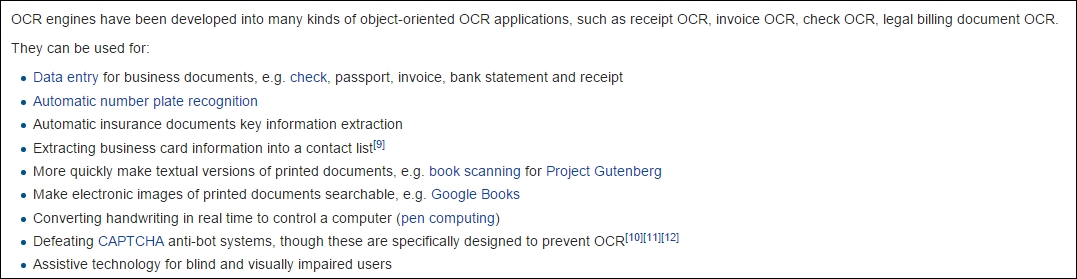 OCR engines have been developed into many kinds of object-oriented OCR applications, such as receipt OCR, invoice OCR, check OCR, legal billing document OCR.
They can be used for:
• Data entry for business documents, e.g. check, passport, invoice, bank statement and receipt
• Automatic number plate recognition
• Automatic insurance documents key information extraction
• Extracting business card information into a contact list[9]
• More quickly make textual versions of printed documents, e.g. book scanning for Project Gutenberg
• Make electronic images of printed documents searchable, e.g. Google Books
• Converting handwriting in real time to control a computer (pen computing)
• Defeating CAPTCHA anti-bot systems, though these are specifically designed to prevent OCR[10][11][12]
• Assistive technology for blind and visually impaired users